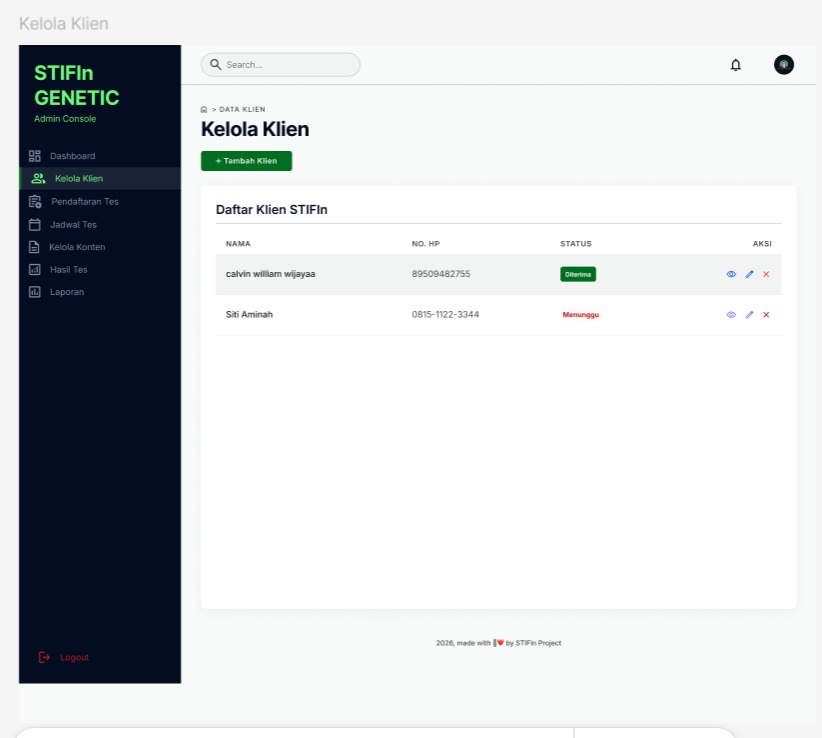 Kelola Klien
STIFIn
GENETIC
Admin Console
Dashboard
Kelola Klien
Pendaftaran Tes
Jadwal Tes
Kelola Konten
Hasil Tes
Laporan
Logout
Search...
> DATA KLIEN
Kelola Klien
+ Tambah Klien
Daftar Klien STIFIn
NAMA NO. HP STATUS AKSI
calvin william wijayaa 89509482755 Diterima
Siti Aminah 0815-1122-3344 Menunggu
2026, made with ❤️ by STIFIn Project